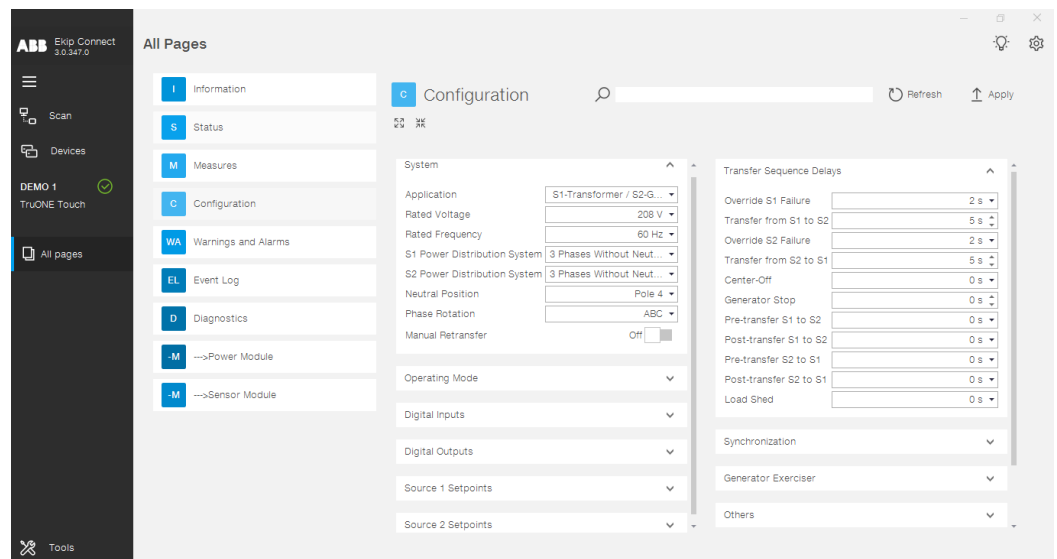 ABB Ekip Connect
3.0.347.0
Scan
Devices
DEMO 1
TruONE Touch
All pages
Tools
All Pages
I Information
S Status
M Measures
C Configuration
WA Warnings and Alarms
EL Event Log
D Diagnostics
-M --->Power Module
-M --->Sensor Module
C Configuration
Refresh
Apply
System
Application S1-Transformer / S2-G...
Rated Voltage 208 V
Rated Frequency 60 Hz
S1 Power Distribution System 3 Phases Without Neut...
S2 Power Distribution System 3 Phases Without Neut...
Neutral Position Pole 4
Phase Rotation ABC
Manual Retransfer Off
Operating Mode
Digital Inputs
Digital Outputs
Source 1 Setpoints
Source 2 Setpoints
Transfer Sequence Delays
Override S1 Failure 2 s
Transfer from S1 to S2 5 s
Override S2 Failure 2 s
Transfer from S2 to S1 5 s
Center-Off 0 s
Generator Stop 0 s
Pre-transfer S1 to S2 0 s
Post-transfer S1 to S2 0 s
Pre-transfer S2 to S1 0 s
Post-transfer S2 to S1 0 s
Load Shed 0 s
Synchronization
Generator Exerciser
Others